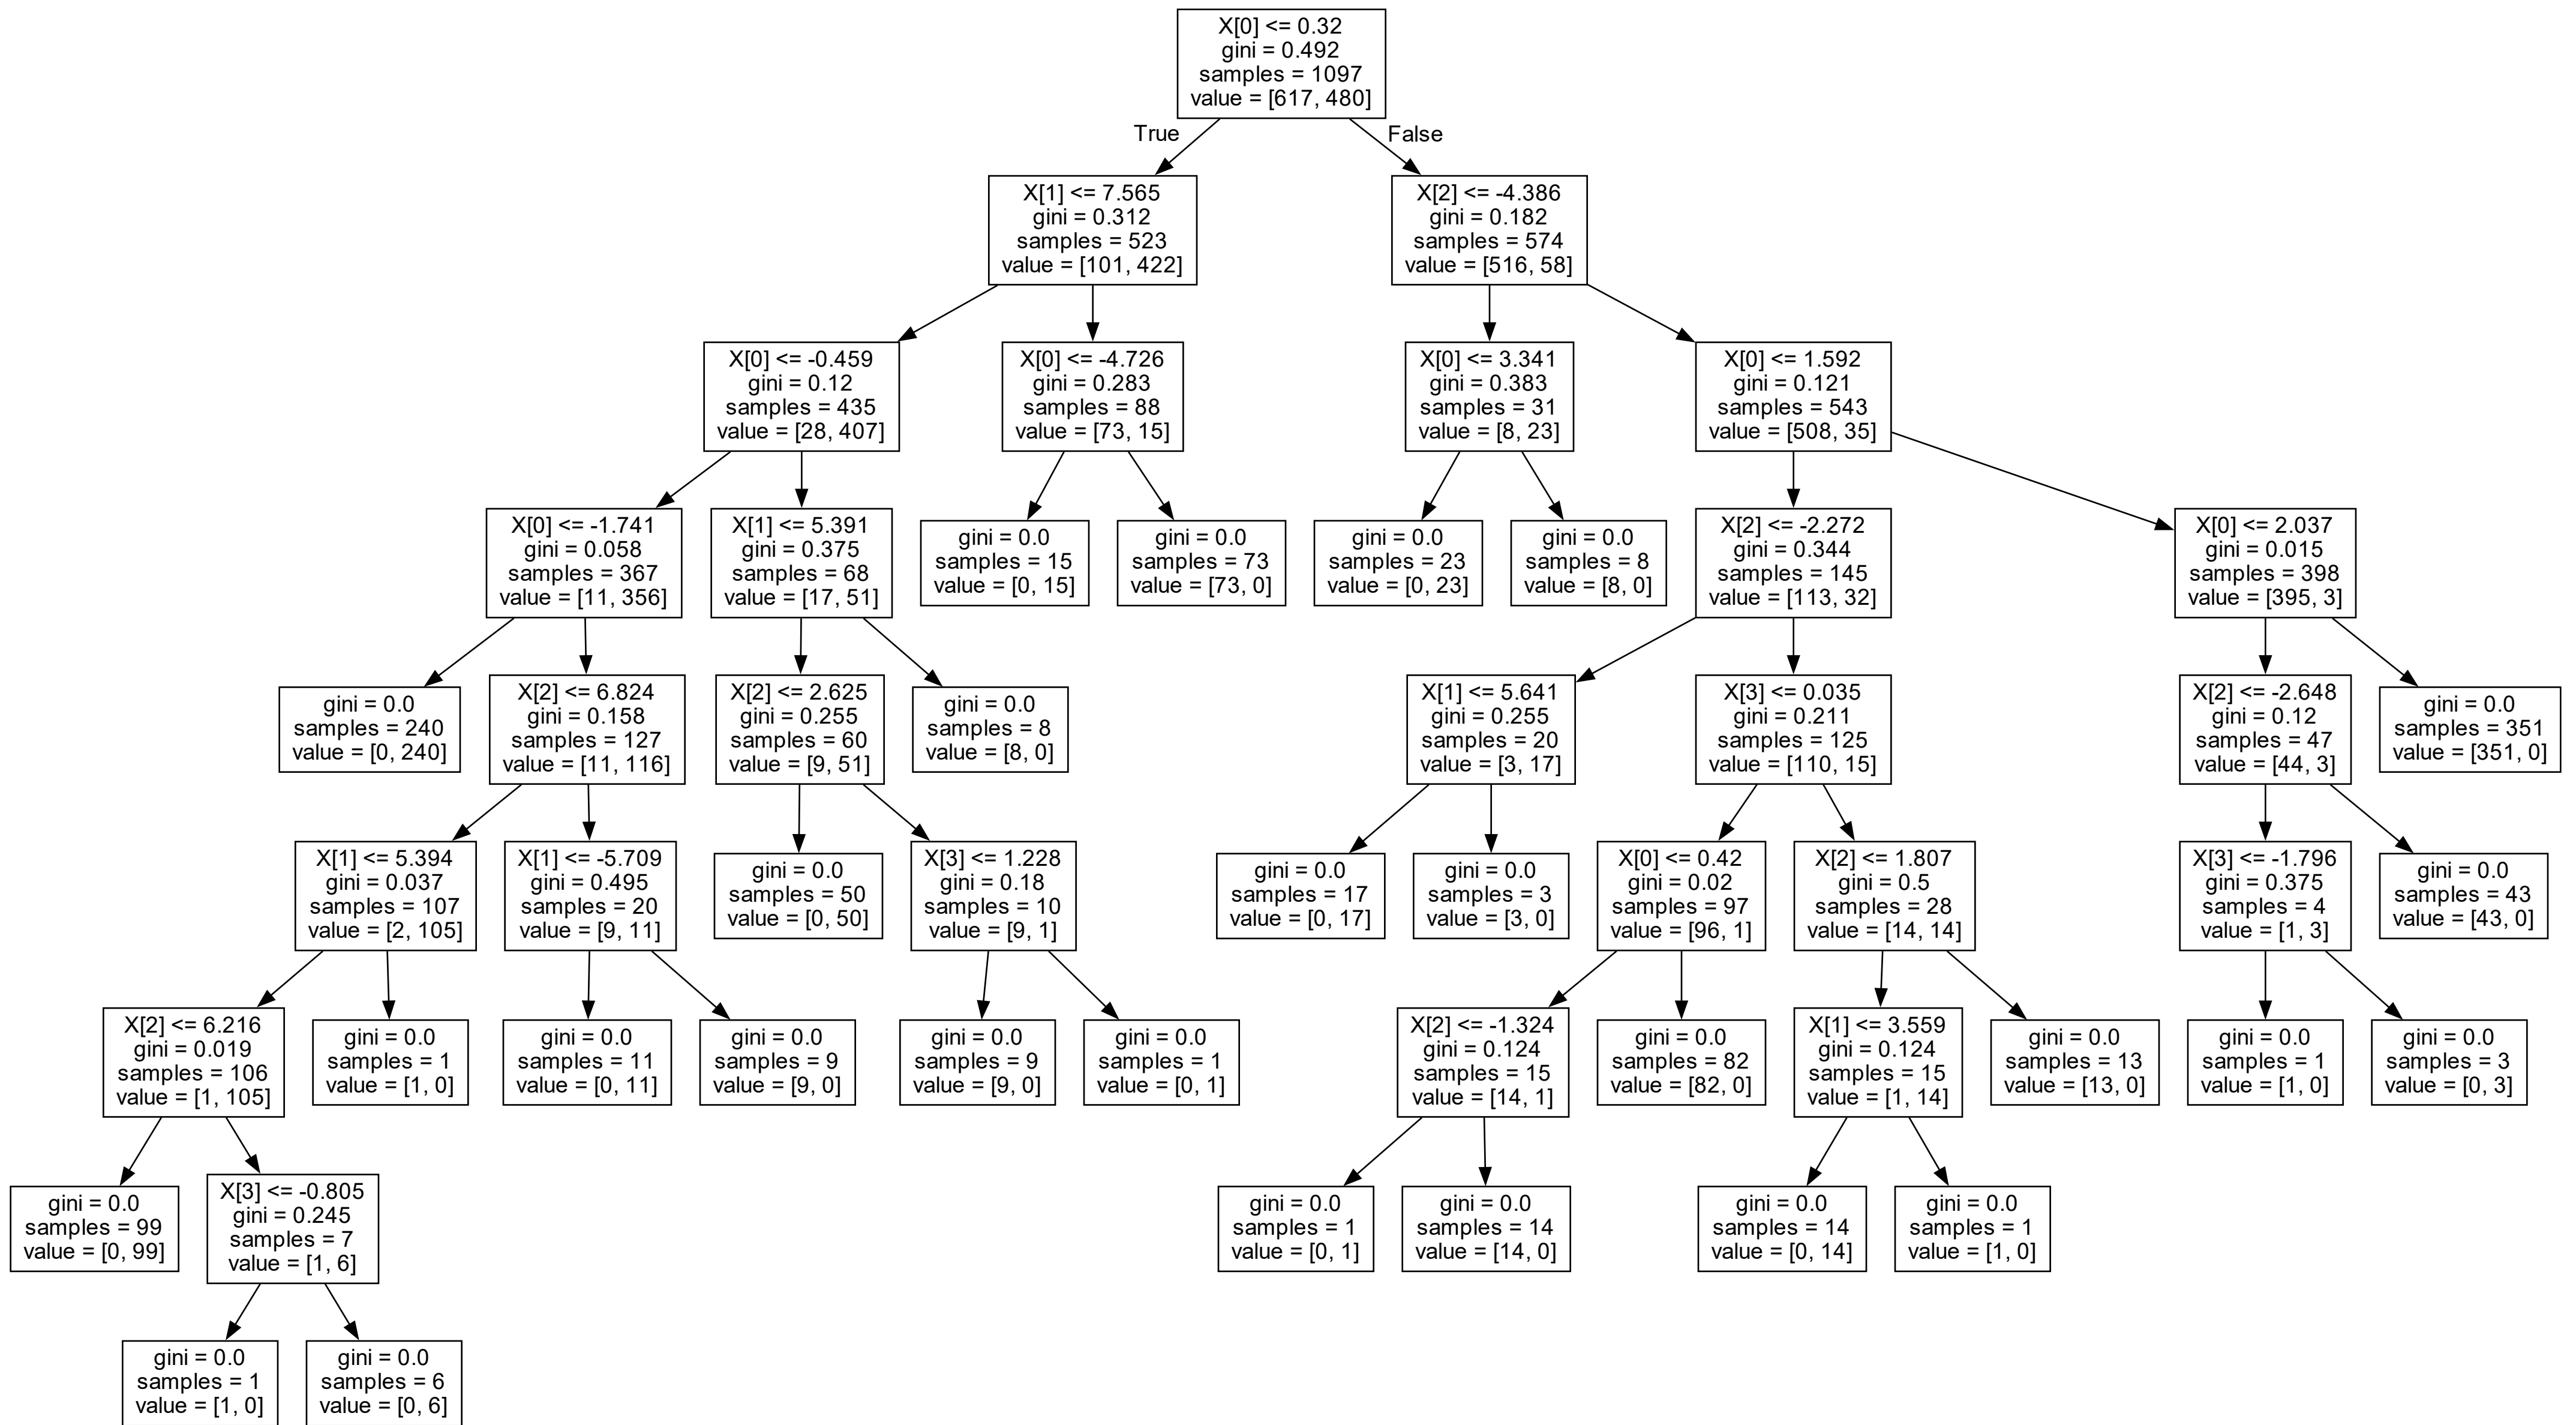 X[0] <= 0.32
gini = 0.492
samples = 1097
value = [617, 480]
True
False
X[1] <= 7.565
gini = 0.312
samples = 523
value = [101, 422]
X[2] <= -4.386
gini = 0.182
samples = 574
value = [516, 58]
X[0] <= -0.459
gini = 0.12
samples = 435
value = [28, 407]
X[0] <= -4.726
gini = 0.283
samples = 88
value = [73, 15]
X[0] <= 3.341
gini = 0.383
samples = 31
value = [8, 23]
X[0] <= 1.592
gini = 0.121
samples = 543
value = [508, 35]
X[0] <= -1.741
gini = 0.058
samples = 367
value = [11, 356]
X[1] <= 5.391
gini = 0.375
samples = 68
value = [17, 51]
gini = 0.0
samples = 15
value = [0, 15]
gini = 0.0
samples = 73
value = [73, 0]
gini = 0.0
samples = 23
value = [0, 23]
gini = 0.0
samples = 8
value = [8, 0]
X[2] <= -2.272
gini = 0.344
samples = 145
value = [113, 32]
X[0] <= 2.037
gini = 0.015
samples = 398
value = [395, 3]
gini = 0.0
samples = 240
value = [0, 240]
X[2] <= 6.824
gini = 0.158
samples = 127
value = [11, 116]
X[2] <= 2.625
gini = 0.255
samples = 60
value = [9, 51]
gini = 0.0
samples = 8
value = [8, 0]
X[1] <= 5.641
gini = 0.255
samples = 20
value = [3, 17]
X[3] <= 0.035
gini = 0.211
samples = 125
value = [110, 15]
X[2] <= -2.648
gini = 0.12
samples = 47
value = [44, 3]
gini = 0.0
samples = 351
value = [351, 0]
X[1] <= 5.394
gini = 0.037
samples = 107
value = [2, 105]
X[1] <= -5.709
gini = 0.495
samples = 20
value = [9, 11]
gini = 0.0
samples = 50
value = [0, 50]
X[3] <= 1.228
gini = 0.18
samples = 10
value = [9, 1]
gini = 0.0
samples = 17
value = [0, 17]
gini = 0.0
samples = 3
value = [3, 0]
X[0] <= 0.42
gini = 0.02
samples = 97
value = [96, 1]
X[2] <= 1.807
gini = 0.5
samples = 28
value = [14, 14]
X[3] <= -1.796
gini = 0.375
samples = 4
value = [1, 3]
gini = 0.0
samples = 43
value = [43, 0]
X[2] <= 6.216
gini = 0.019
samples = 106
value = [1, 105]
gini = 0.0
samples = 1
value = [1, 0]
gini = 0.0
samples = 11
value = [0, 11]
gini = 0.0
samples = 9
value = [9, 0]
gini = 0.0
samples = 9
value = [9, 0]
gini = 0.0
samples = 1
value = [0, 1]
X[2] <= -1.324
gini = 0.124
samples = 15
value = [14, 1]
gini = 0.0
samples = 82
value = [82, 0]
X[1] <= 3.559
gini = 0.124
samples = 15
value = [1, 14]
gini = 0.0
samples = 13
value = [13, 0]
gini = 0.0
samples = 1
value = [1, 0]
gini = 0.0
samples = 3
value = [0, 3]
gini = 0.0
samples = 99
value = [0, 99]
X[3] <= -0.805
gini = 0.245
samples = 7
value = [1, 6]
gini = 0.0
samples = 1
value = [0, 1]
gini = 0.0
samples = 14
value = [14, 0]
gini = 0.0
samples = 14
value = [0, 14]
gini = 0.0
samples = 1
value = [1, 0]
gini = 0.0
samples = 1
value = [1, 0]
gini = 0.0
samples = 6
value = [0, 6]